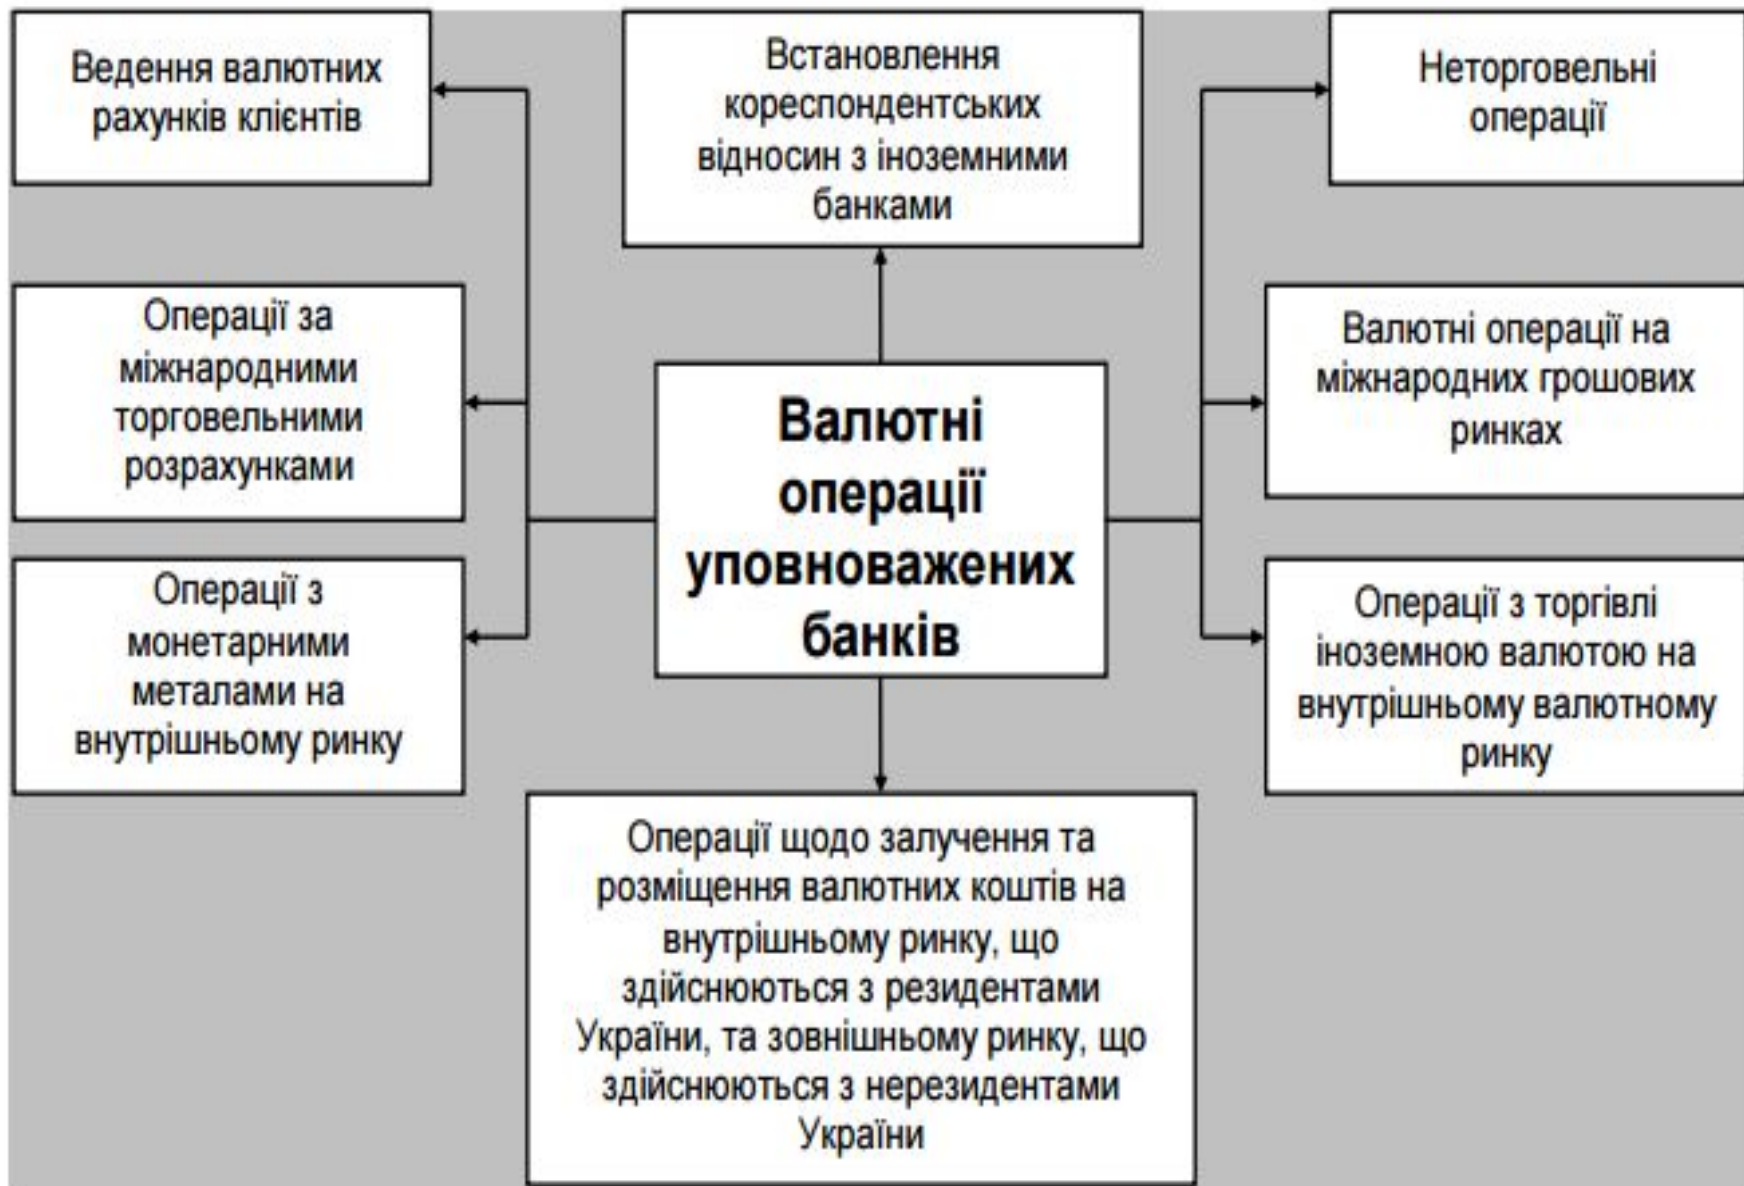 Ведення валютних
рахунків клієнтів
Встановлення
кореспондентських
відносин з іноземними
банками
Неторговельні
операції
Операції за
міжнародними
торговельними
розрахунками
Валютні операції на
міжнародних грошових
ринках
Валютні
операції
уповноважених
банків
Операції з
монетарними
металами на
внутрішньому ринку
Операції з торгівлі
іноземною валютою на
внутрішньому валютному
ринку
Операції щодо залучення та
розміщення валютних коштів на
внутрішньому ринку, що
здійснюються з резидентами
України, та зовнішньому ринку, що
здійснюються з нерезидентами
України